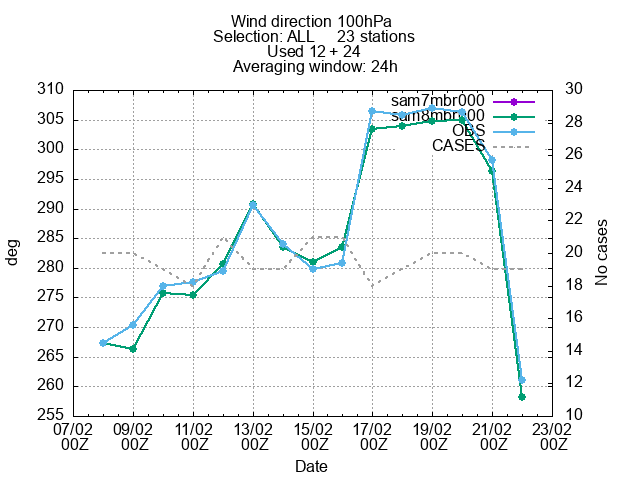 Wind direction 100hPa
Selection: ALL 23 stations
Used 12 + 24
Averaging window: 24h
310
305
300
295
290
285
280
275
270
265
260
255
deg
30
28
26
24
22
20
18
16
14
12
10
No cases
sam7mbr000
sam8mbr000
OBS
CASES
07/02 09/02 11/02 13/02 15/02 17/02 19/02 21/02 23/02
00Z 00Z 00Z 00Z 00Z 00Z 00Z 00Z 00Z
Date